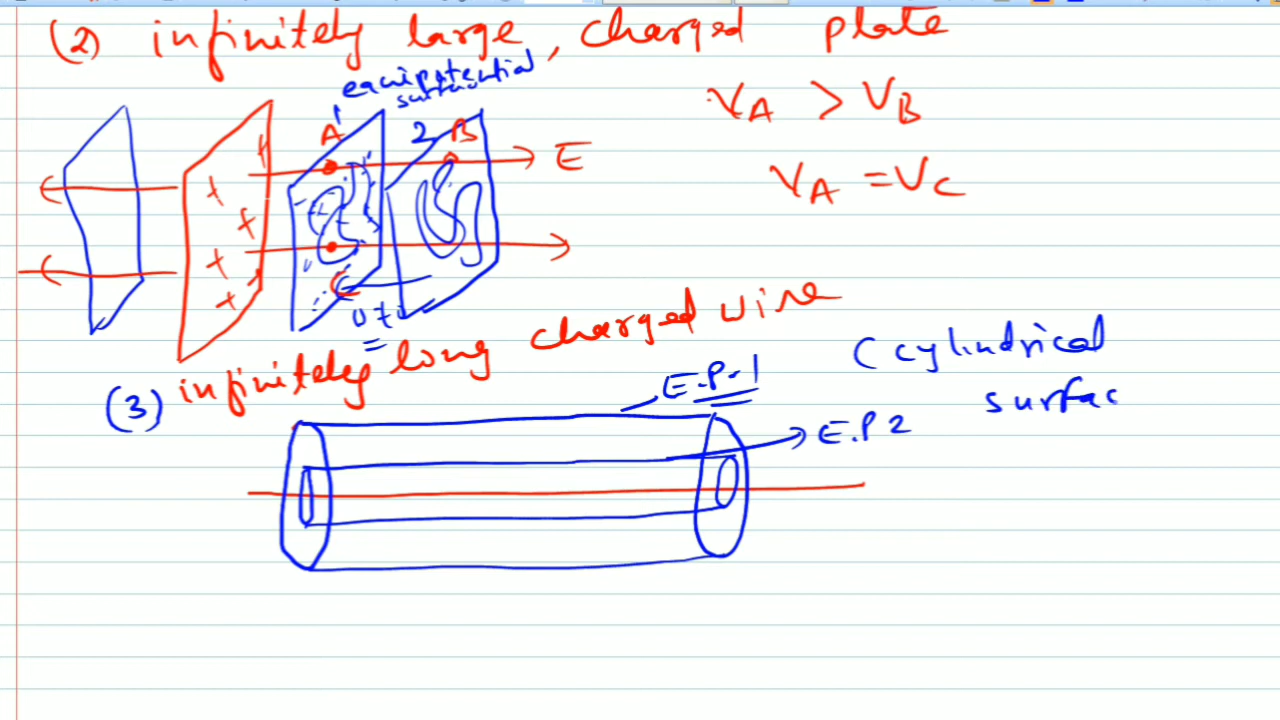 (2) infinitely large, charged plate
equipotential
surface
VA > VB
A 1 2 B
E
VA = VC
+ + + + + +
C
(3) infinitely long charged wire
(cylindrical
surfac
E.P.1
E.P 2